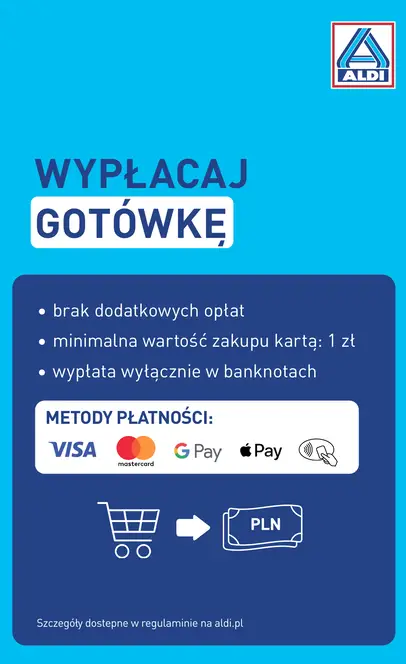 ALDI
WYPŁACAJ
GOTÓWKĘ
• brak dodatkowych opłat
• minimalna wartość zakupu kartą: 1 zł
• wypłata wyłącznie w banknotach
METODY PŁATNOŚCI:
VISA mastercard G Pay Pay
PLN
Szczegóły dostępne w regulaminie na aldi.pl